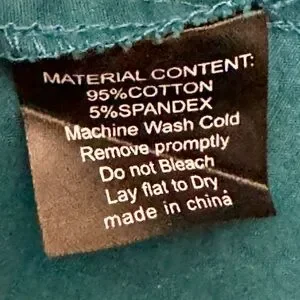 MATERIAL CONTENT:
95%COTTON
5%SPANDEX
Machine Wash Cold
Remove promptly
Do not Bleach
Lay flat to Dry
made in china